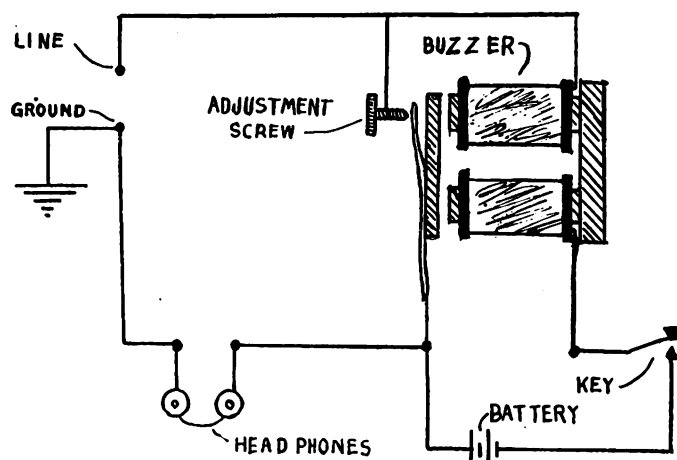 LINE
BUZZER
GROUND
ADJUSTMENT
SCREW
KEY
BATTERY
HEAD PHONES